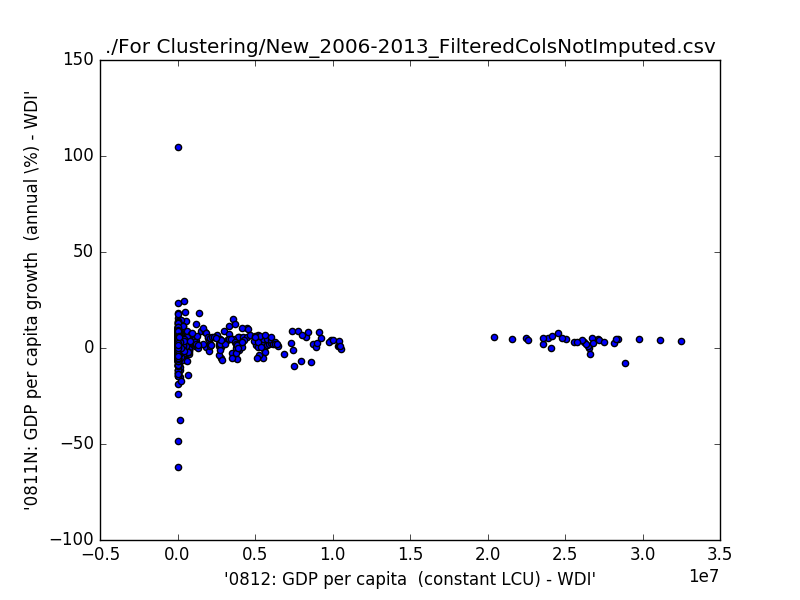 ./For Clustering/New_2006-2013_FilteredColsNotImputed.csv
150
100
50
0
−50
−100
'0811N: GDP per capita growth  (annual \%) - WDI'
−0.5 0.0 0.5 1.0 1.5 2.0 2.5 3.0 3.5
1e7
'0812: GDP per capita  (constant LCU) - WDI'